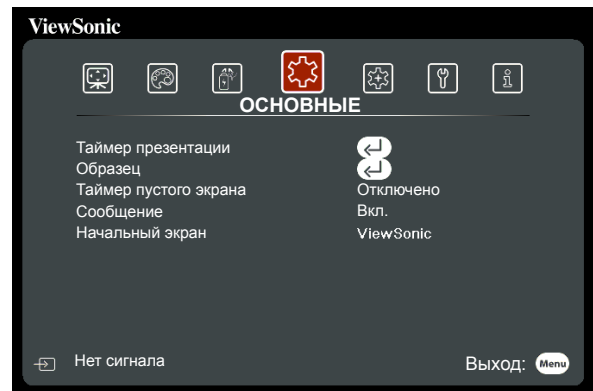 ViewSonic
ОСНОВНЫЕ
Таймер презентации
Образец
Таймер пустого экрана Отключено
Сообщение Вкл.
Начальный экран ViewSonic
Нет сигнала Выход: Menu